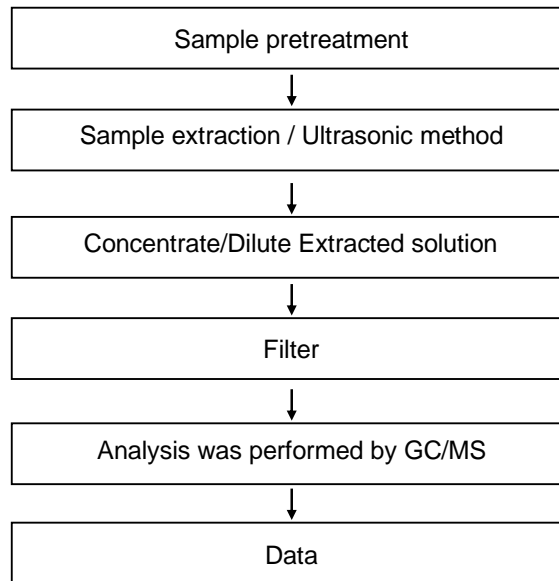 Sample pretreatment
Sample extraction / Ultrasonic method
Concentrate/Dilute Extracted solution
Filter
Analysis was performed by GC/MS
Data